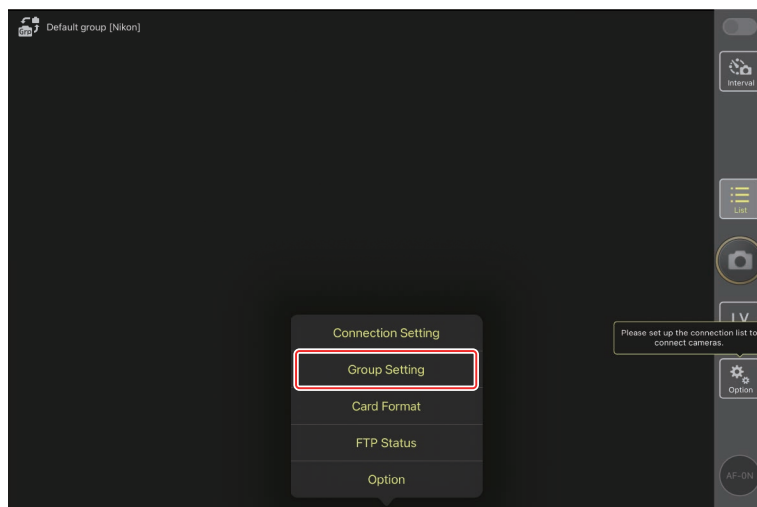 Grp
Default group [Nikon]
Interval
List
Connection Setting
LV
Please set up the connection list to
connect cameras.
Group Setting
Option
Card Format
FTP Status
Option
AF-ON